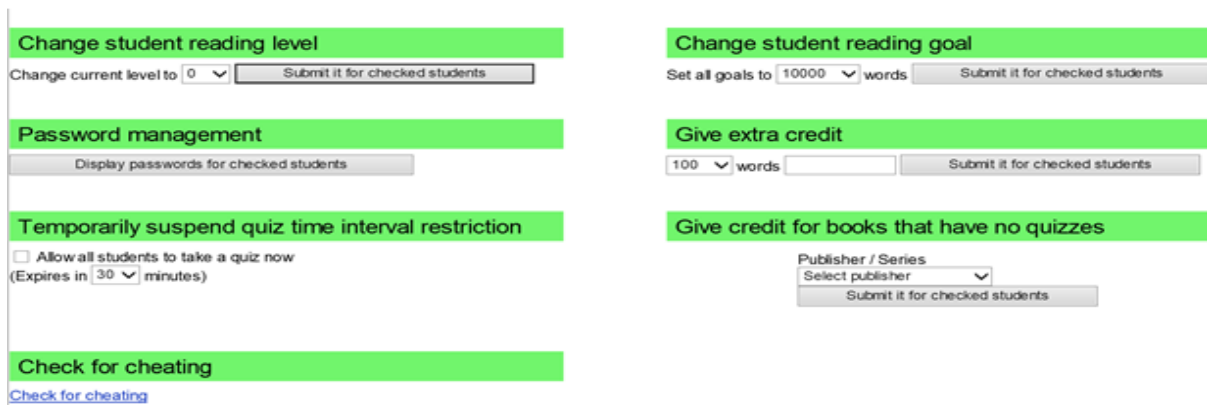 Change student reading level
Change current level to 0 Submit it for checked students
Password management
Display passwords for checked students
Temporarily suspend quiz time interval restriction
Allow all students to take a quiz now
(Expires in 30 minutes)
Check for cheating
Check for cheating
Change student reading goal
Set all goals to 10000 words Submit it for checked students
Give extra credit
100 words Submit it for checked students
Give credit for books that have no quizzes
Publisher / Series
Select publisher
Submit it for checked students